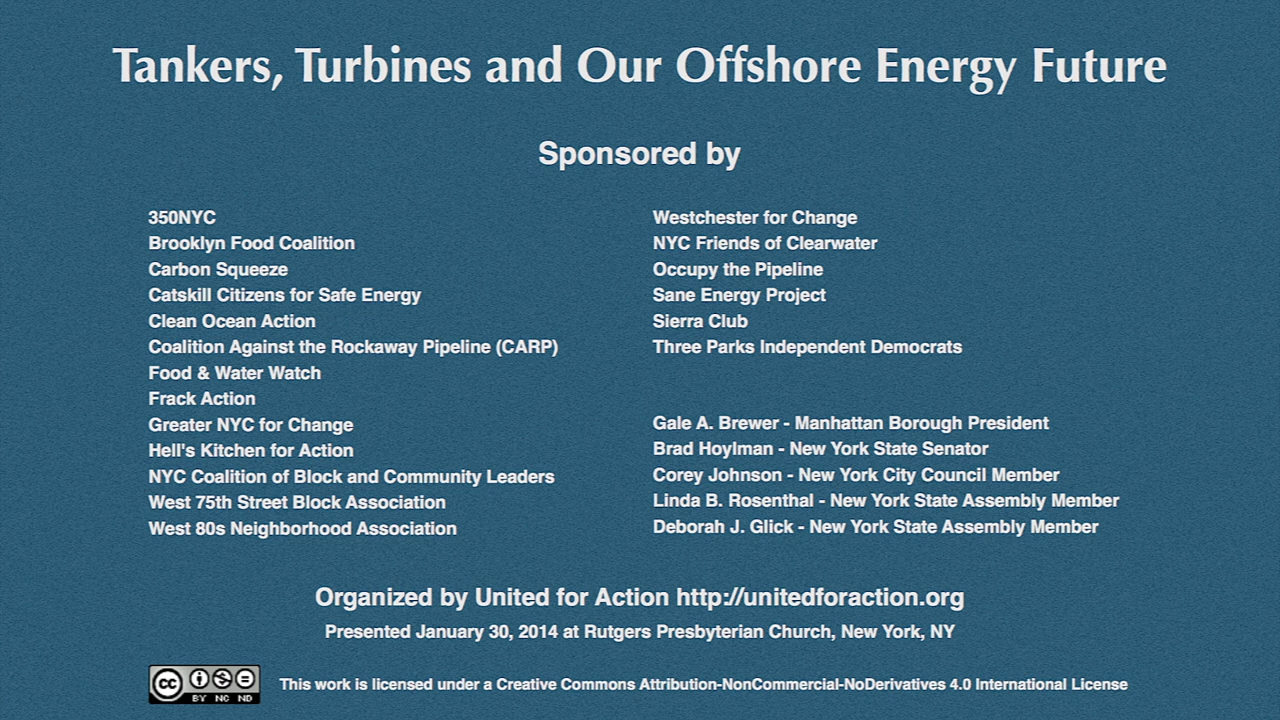 Tankers, Turbines and Our Offshore Energy Future
Sponsored by
350NYC
Brooklyn Food Coalition
Carbon Squeeze
Catskill Citizens for Safe Energy
Clean Ocean Action
Coalition Against the Rockaway Pipeline (CARP)
Food & Water Watch
Frack Action
Greater NYC for Change
Hell's Kitchen for Action
NYC Coalition of Block and Community Leaders
West 75th Street Block Association
West 80s Neighborhood Association
Westchester for Change
NYC Friends of Clearwater
Occupy the Pipeline
Sane Energy Project
Sierra Club
Three Parks Independent Democrats
Gale A. Brewer - Manhattan Borough President
Brad Hoylman - New York State Senator
Corey Johnson - New York City Council Member
Linda B. Rosenthal - New York State Assembly Member
Deborah J. Glick - New York State Assembly Member
Organized by United for Action http://unitedforaction.org
Presented January 30, 2014 at Rutgers Presbyterian Church, New York, NY
cc BY NC ND
This work is licensed under a Creative Commons Attribution-NonCommercial-NoDerivatives 4.0 International License